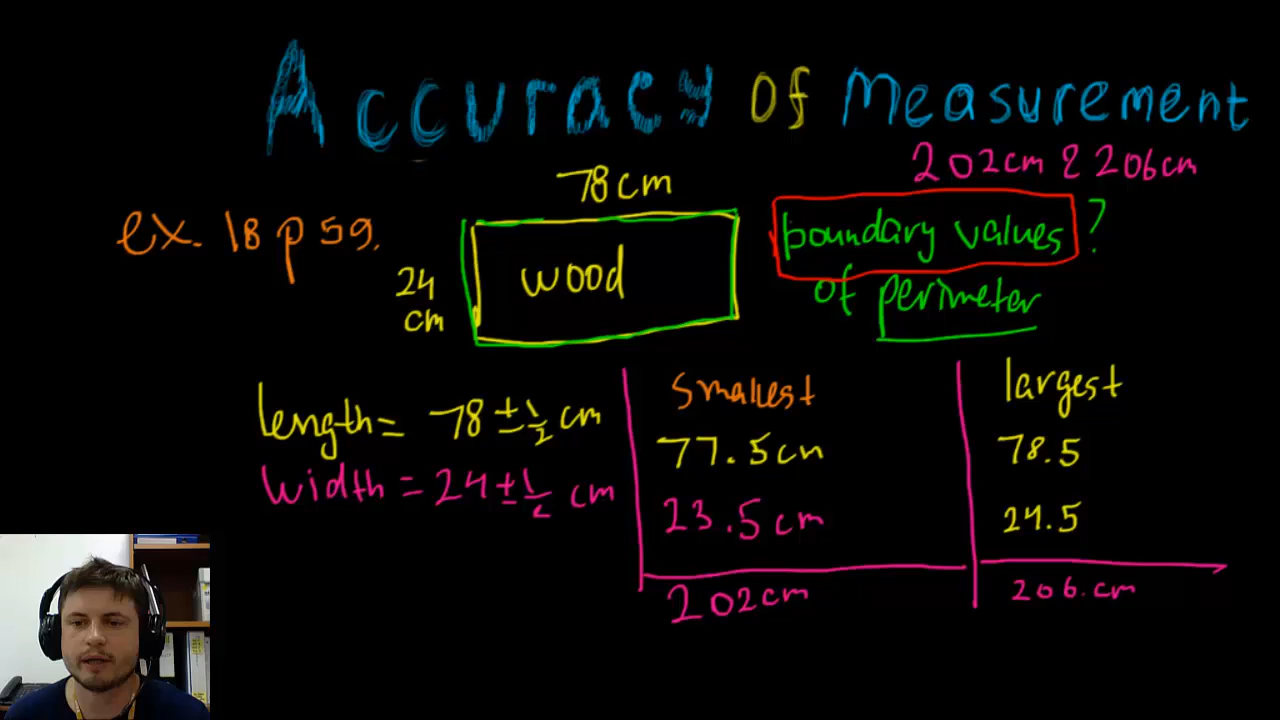 Accuracy of Measurement
202cm & 206cm
78cm
ex. 18 p 59.
wood
boundary values ?
24
cm
of perimeter
smallest
largest
length = 78 ± 1/2 cm
77.5cm
78.5
width = 24 ± 1/2 cm
23.5cm
24.5
202cm
206.cm